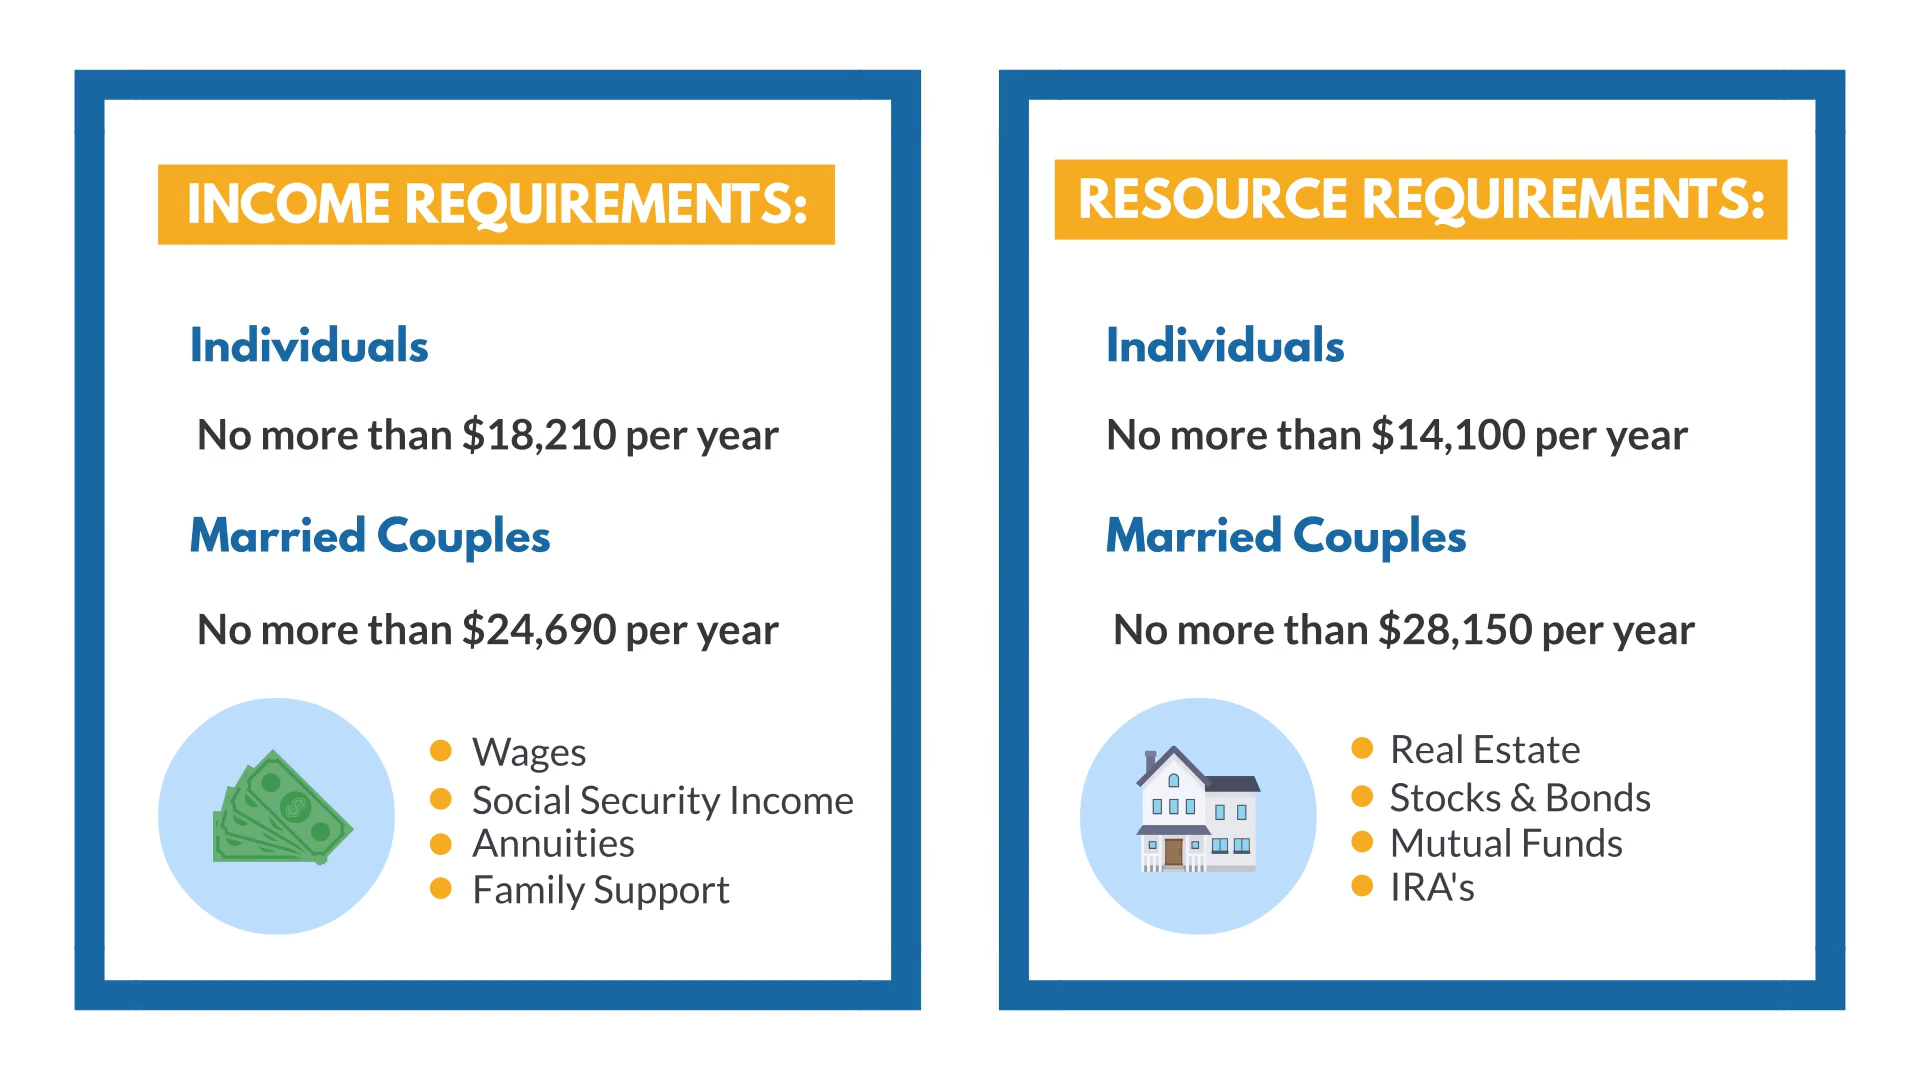 INCOME REQUIREMENTS:
Individuals
No more than $18,210 per year
Married Couples
No more than $24,690 per year
Wages
Social Security Income
Annuities
Family Support
RESOURCE REQUIREMENTS:
Individuals
No more than $14,100 per year
Married Couples
No more than $28,150 per year
Real Estate
Stocks & Bonds
Mutual Funds
IRA's